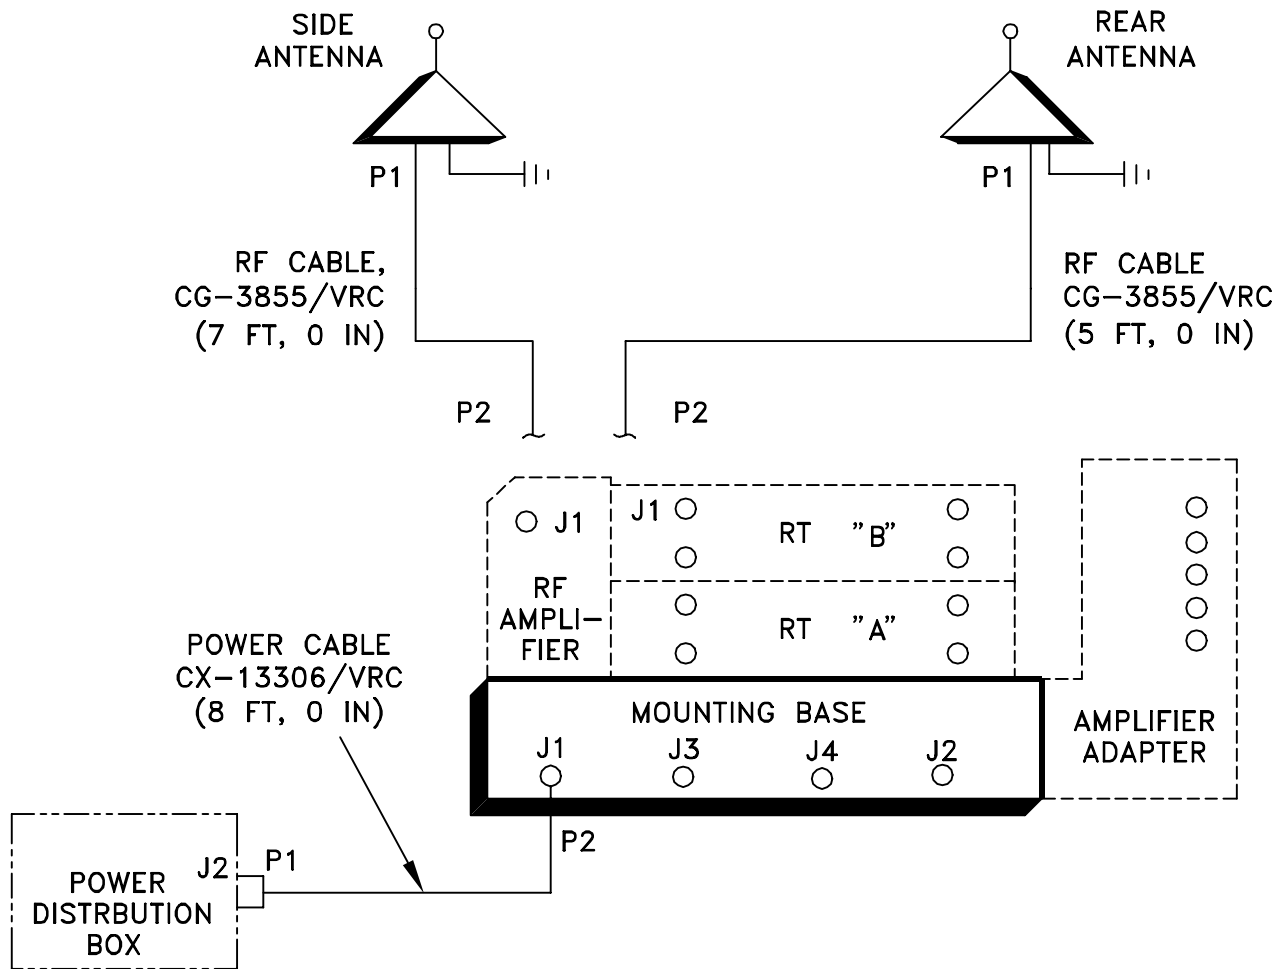 SIDE
ANTENNA
REAR
ANTENNA
P1
P1
RF CABLE,
CG-3855/VRC
(7 FT, 0 IN)
RF CABLE
CG-3855/VRC
(5 FT, 0 IN)
P2
P2
J1
J1
RT "B"
RF
AMPLI-
FIER
RT "A"
POWER CABLE
CX-13306/VRC
(8 FT, 0 IN)
MOUNTING BASE
J1
J3
J4
J2
AMPLIFIER
ADAPTER
P2
J2
P1
POWER
DISTRBUTION
BOX